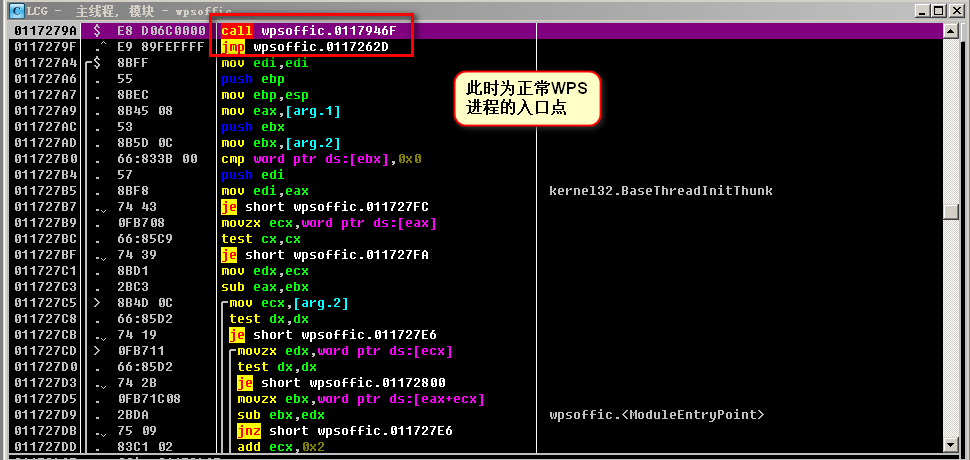 LCG - 主线程, 模块 - wpsoffic
0117279A $ E8 D06C0000 call wpsoffic.0117946F
0117279F .^ E9 89FEFFFF jmp wpsoffic.0117262D
011727A4 $ 8BFF mov edi,edi
011727A6 . 55 push ebp
011727A7 . 8BEC mov ebp,esp
011727A9 . 8B45 08 mov eax,[arg.1]
011727AC . 53 push ebx
011727AD . 8B5D 0C mov ebx,[arg.2]
011727B0 . 66:833B 00 cmp word ptr ds:[ebx],0x0
011727B4 . 57 push edi
011727B5 . 8BF8 mov edi,eax kernel32.BaseThreadInitThunk
011727B7 .v 74 43 je short wpsoffic.011727FC
011727B9 . 0FB708 movzx ecx,word ptr ds:[eax]
011727BC . 66:85C9 test cx,cx
011727BF .v 74 39 je short wpsoffic.011727FA
011727C1 . 8BD1 mov edx,ecx
011727C3 . 2BC3 sub eax,ebx
011727C5 > 8B4D 0C mov ecx,[arg.2]
011727C8 . 66:85D2 test dx,dx
011727CB .v 74 19 je short wpsoffic.011727E6
011727CD > 0FB711 movzx edx,word ptr ds:[ecx]
011727D0 . 66:85D2 test dx,dx
011727D3 .v 74 2B je short wpsoffic.01172800
011727D5 . 0FB71C08 movzx ebx,word ptr ds:[eax+ecx]
011727D9 . 2BDA sub ebx,edx wpsoffic.<ModuleEntryPoint>
011727DB .v 75 09 jnz short wpsoffic.011727E6
011727DD . 83C1 02 add ecx,0x2
此时为正常WPS
进程的入口点